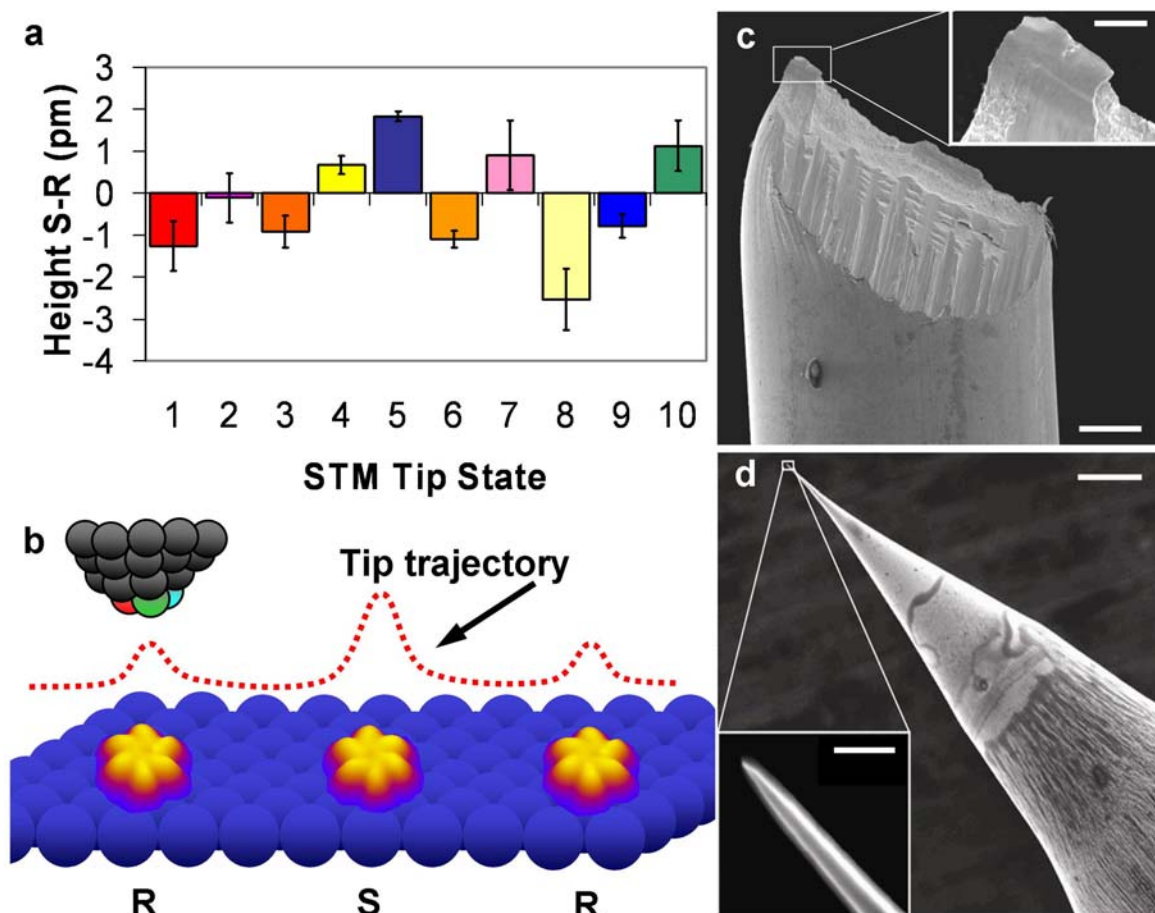 a
Height S-R (pm)
3
2
1
0
-1
-2
-3
-4
1 2 3 4 5 6 7 8 9 10
STM Tip State
b
Tip trajectory
R S R
c
d